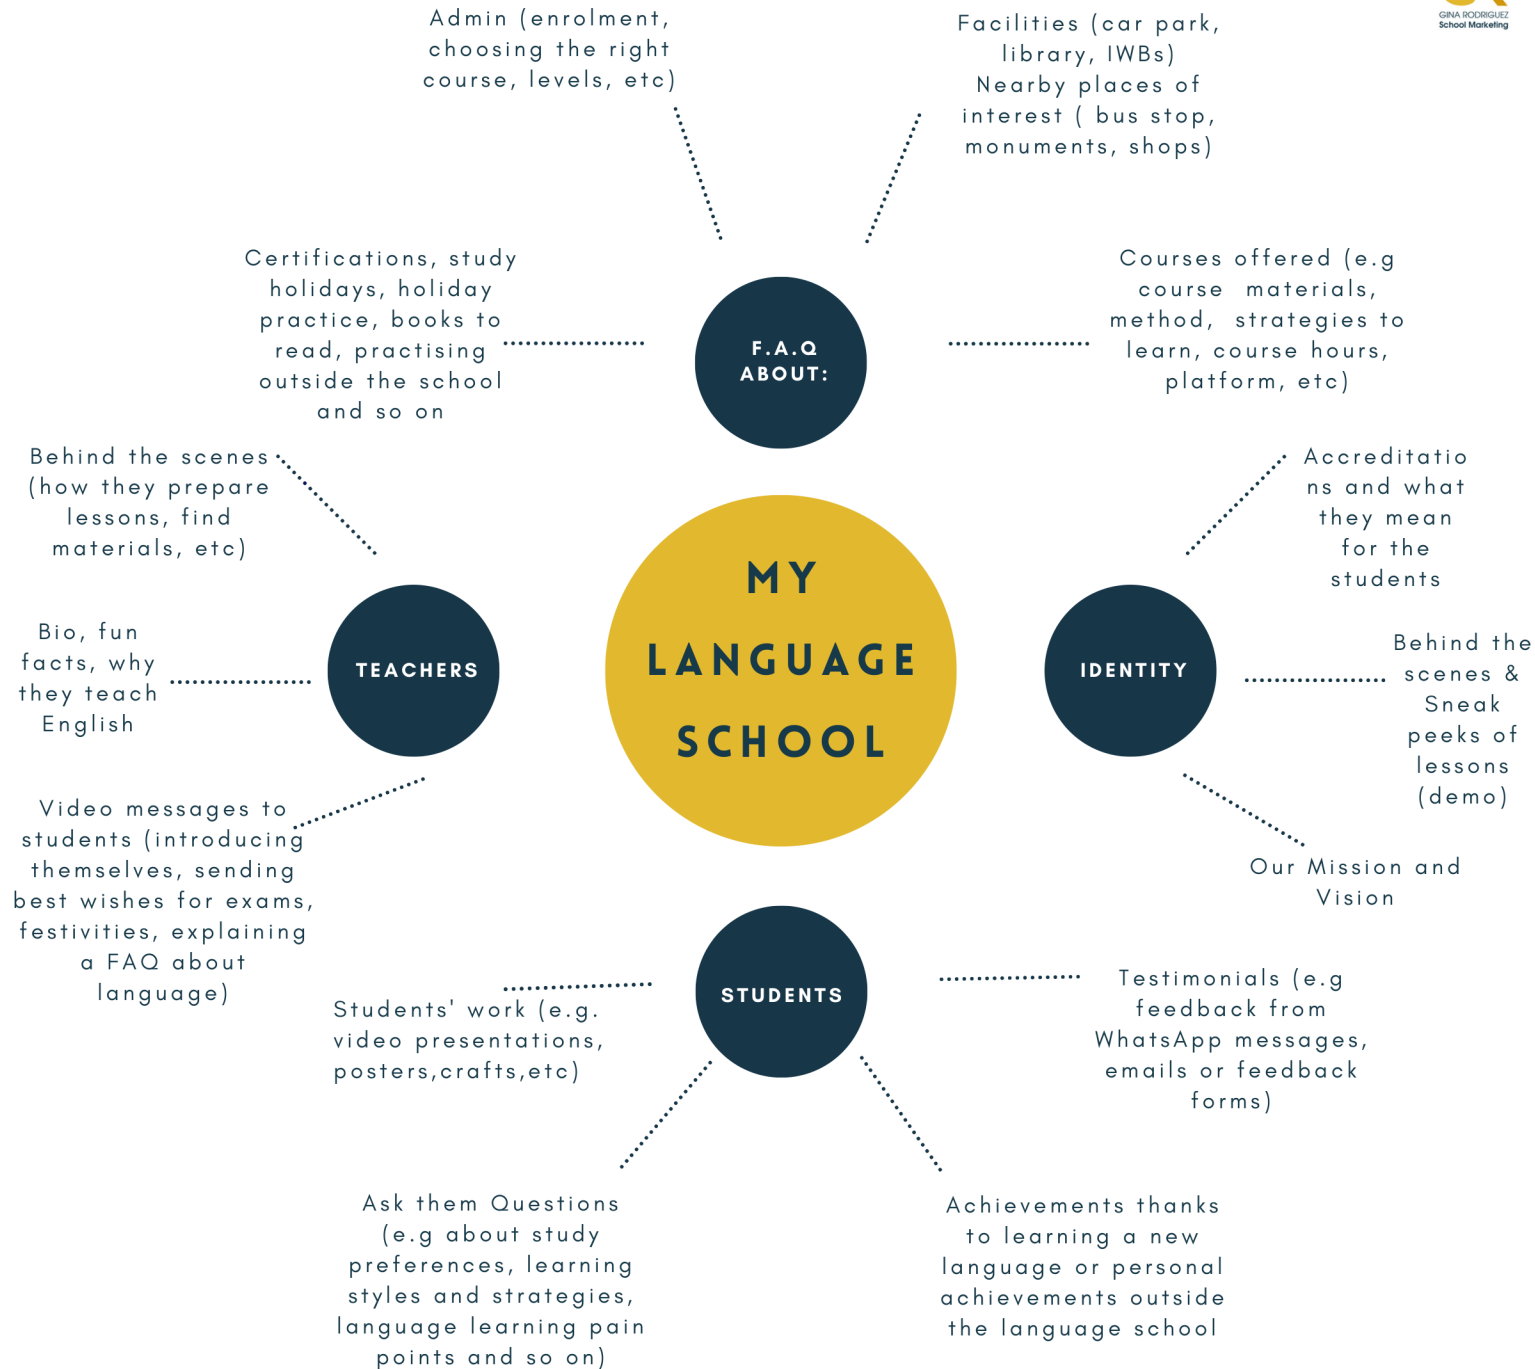 Admin (enrolment,
choosing the right
course, levels, etc)
Facilities (car park,
library, IWBs)
Nearby places of
interest ( bus stop,
monuments, shops)
GINA RODRIGUEZ
School Marketing
Certifications, study
holidays, holiday
practice, books to
read, practising
outside the school
and so on
F.A.Q
ABOUT:
Courses offered (e.g
course materials,
method, strategies to
learn, course hours,
platform, etc)
Behind the scenes
(how they prepare
lessons, find
materials, etc)
Bio, fun
facts, why
they teach
English
Video messages to
students (introducing
themselves, sending
best wishes for exams,
festivities, explaining
a FAQ about
language)
TEACHERS
MY
LANGUAGE
SCHOOL
IDENTITY
Accreditatio
ns and what
they mean
for the
students
Behind the
scenes &
Sneak
peeks of
lessons
(demo)
Our Mission and
Vision
STUDENTS
Students' work (e.g.
video presentations,
posters,crafts,etc)
Testimonials (e.g
feedback from
WhatsApp messages,
emails or feedback
forms)
Ask them Questions
(e.g about study
preferences, learning
styles and strategies,
language learning pain
points and so on)
Achievements thanks
to learning a new
language or personal
achievements outside
the language school